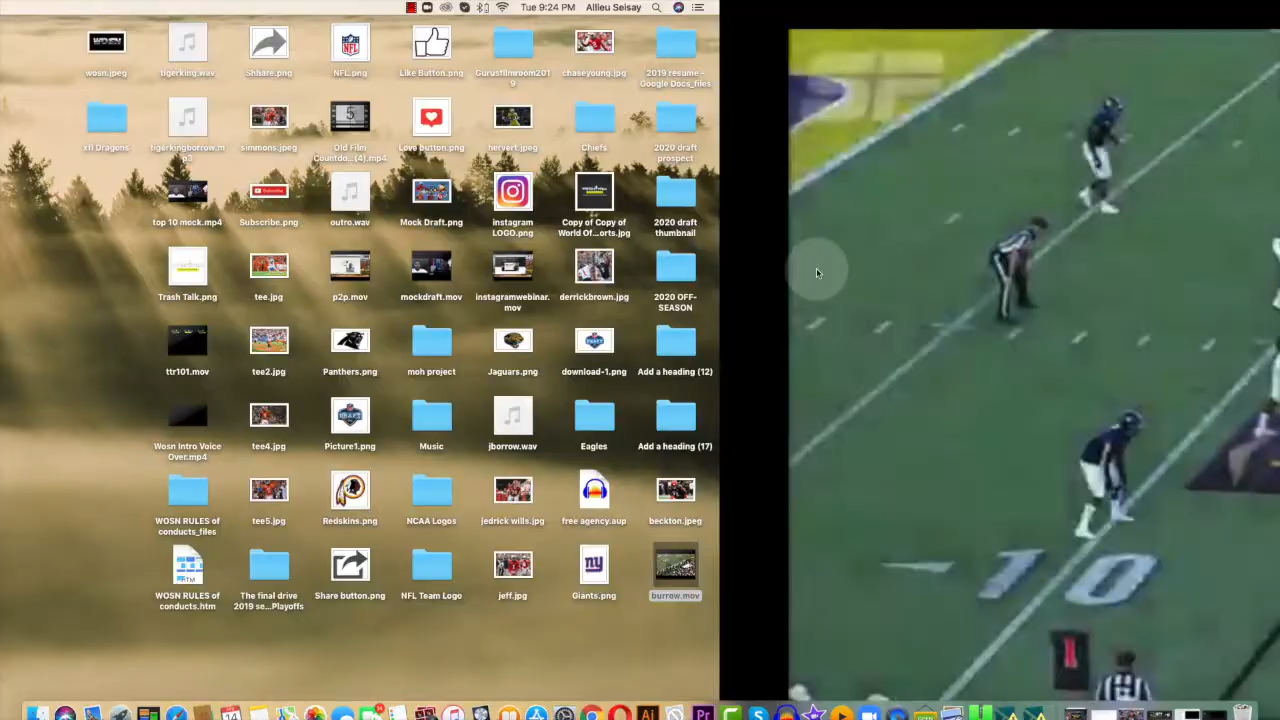 Tue 9:24 PM Allieu Seisay
wosn.jpeg
tigerking.wav
Shhare.png
NFL.png
Like Button.png
Gurusfilmroom201
9
chaseyoung.jpg
2019 resume -
Google Docs_files
xfl Dragons
tigerkingborrow.m
p3
simmons.jpeg
Old Film
Countdo...(4).mp4
Love button.png
hervert.jpeg
Chiefs
2020 draft
prospect
top 10 mock.mp4
Subscribe.png
outro.wav
Mock Draft.png
instagram
LOGO.png
Copy of Copy of
World Of...orts.jpg
2020 draft
thumbnail
Trash Talk.png
tee.jpg
p2p.mov
mockdraft.mov
instagramwebinar.
mov
derrickbrown.jpg
2020 OFF-
SEASON
ttr101.mov
tee2.jpg
Panthers.png
moh project
Jaguars.png
download-1.png
Add a heading (12)
Wosn Intro Voice
Over.mp4
tee4.jpg
Picture1.png
Music
jborrow.wav
Eagles
Add a heading (17)
WOSN RULES of
conducts_files
tee5.jpg
Redskins.png
NCAA Logos
jedrick wills.jpg
free agency.aup
beckton.jpeg
WOSN RULES of
conducts.htm
The final drive
2019 se...Playoffs
Share button.png
NFL Team Logo
jeff.jpg
Giants.png
burrow.mov
10